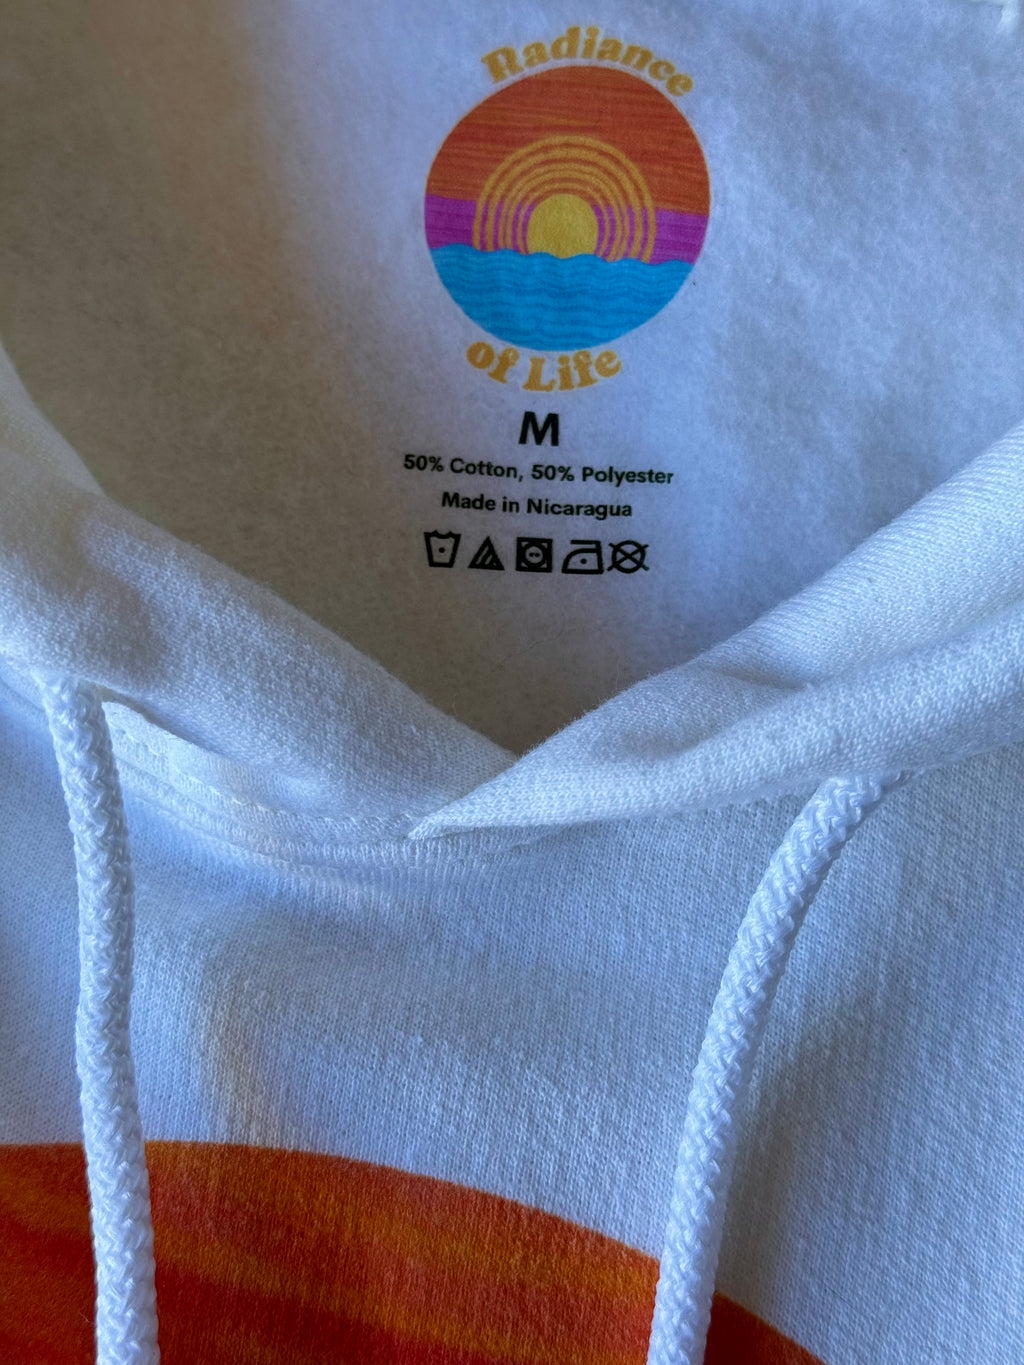 Radiance
of Life
M
50% Cotton, 50% Polyester
Made in Nicaragua